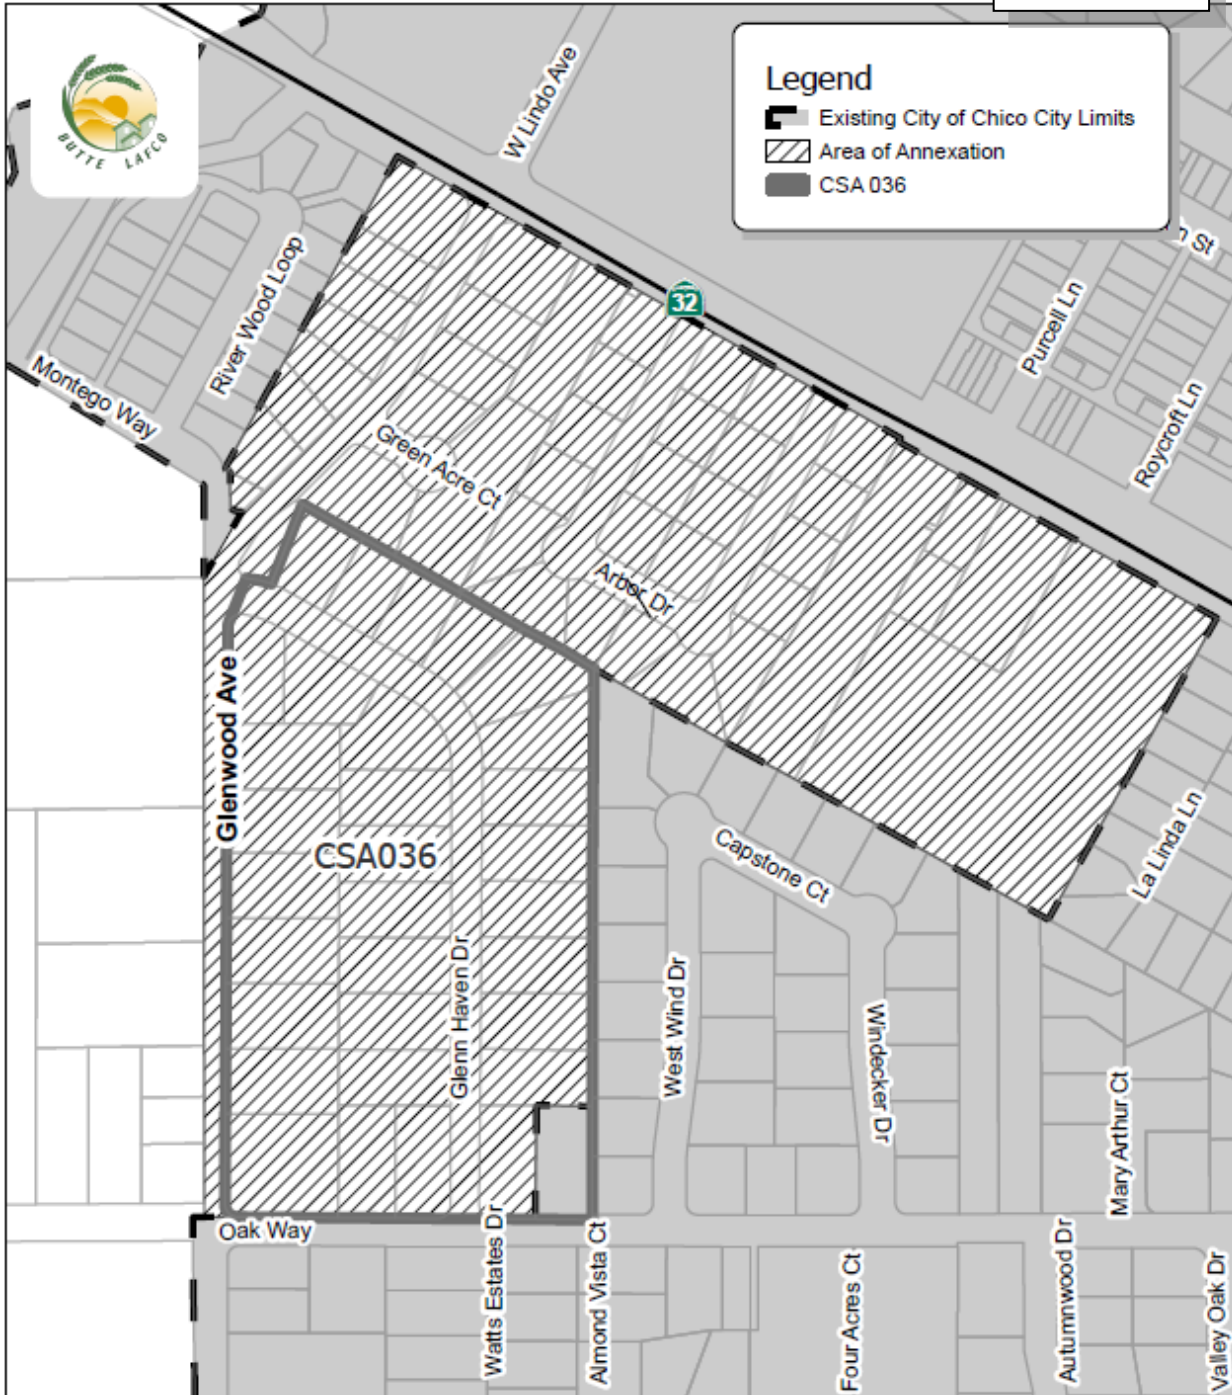 BUTTE LAFCO
Legend
Existing City of Chico City Limits
Area of Annexation
CSA 036
W Lindo Ave
n St
River Wood Loop
32
Purcell Ln
Montego Way
Roycroft Ln
Green Acre Ct
Arbor Dr
Glenwood Ave
CSA036
Capstone Ct
La Linda Ln
Glenn Haven Dr
West Wind Dr
Windecker Dr
Mary Arthur Ct
Oak Way
Watts Estates Dr
Almond Vista Ct
Four Acres Ct
Autumnwood Dr
Valley Oak Dr